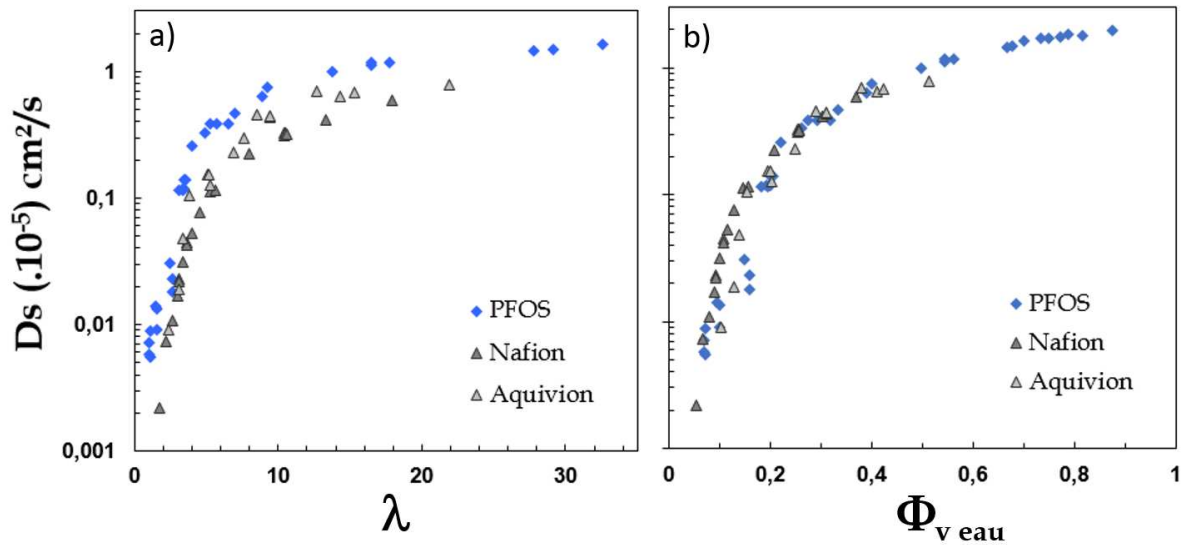 a)
Ds (.10⁻⁵) cm²/s
1
0,1
0,01
0,001
PFOS
Nafion
Aquivion
0 10 20 30
λ
b)
PFOS
Nafion
Aquivion
0 0,2 0,4 0,6 0,8 1
Φv eau